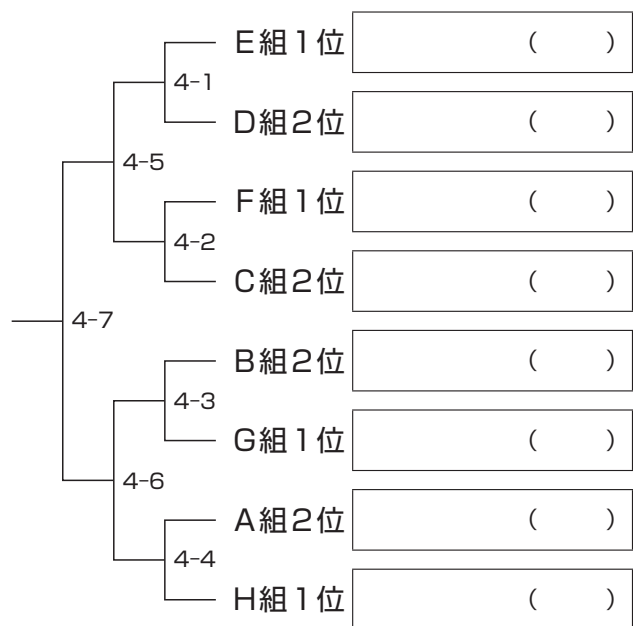 E組1位 ( )
4-1
D組2位 ( )
4-5
F組1位 ( )
4-2
C組2位 ( )
4-7
B組2位 ( )
4-3
G組1位 ( )
4-6
A組2位 ( )
4-4
H組1位 ( )